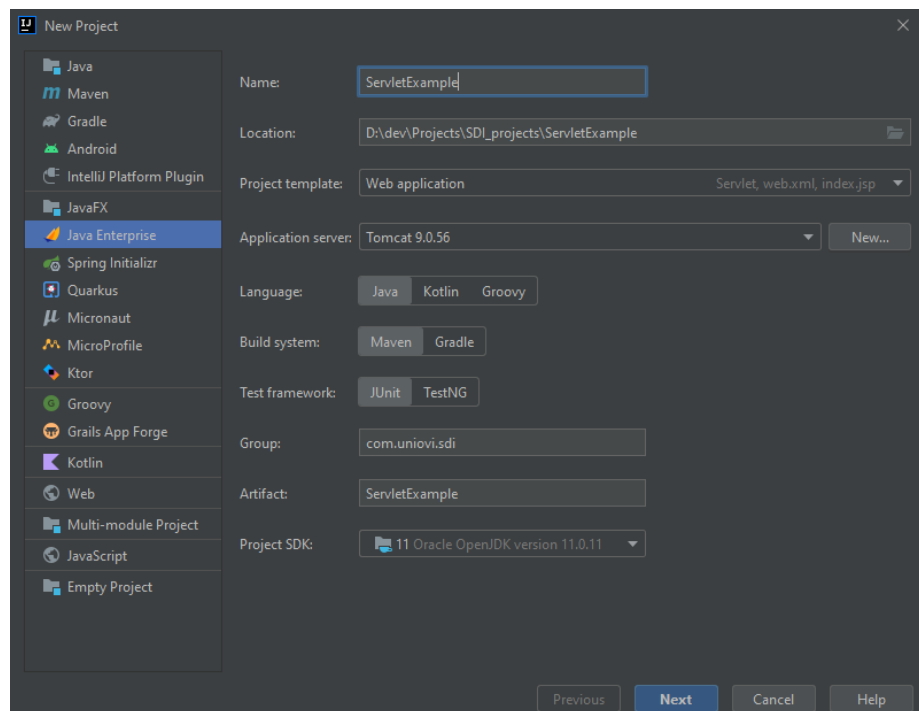 New Project
Java
Maven
Gradle
Android
IntelliJ Platform Plugin
JavaFX
Java Enterprise
Spring Initializr
Quarkus
Micronaut
MicroProfile
Ktor
Groovy
Grails App Forge
Kotlin
Web
Multi-module Project
JavaScript
Empty Project
Name: ServletExample
Location: D:\dev\Projects\SDI_projects\ServletExample
Project template: Web application Servlet, web.xml, index.jsp
Application server: Tomcat 9.0.56 New...
Language: Java Kotlin Groovy
Build system: Maven Gradle
Test framework: JUnit TestNG
Group: com.uniovi.sdi
Artifact: ServletExample
Project SDK: 11 Oracle OpenJDK version 11.0.11
Previous Next Cancel Help